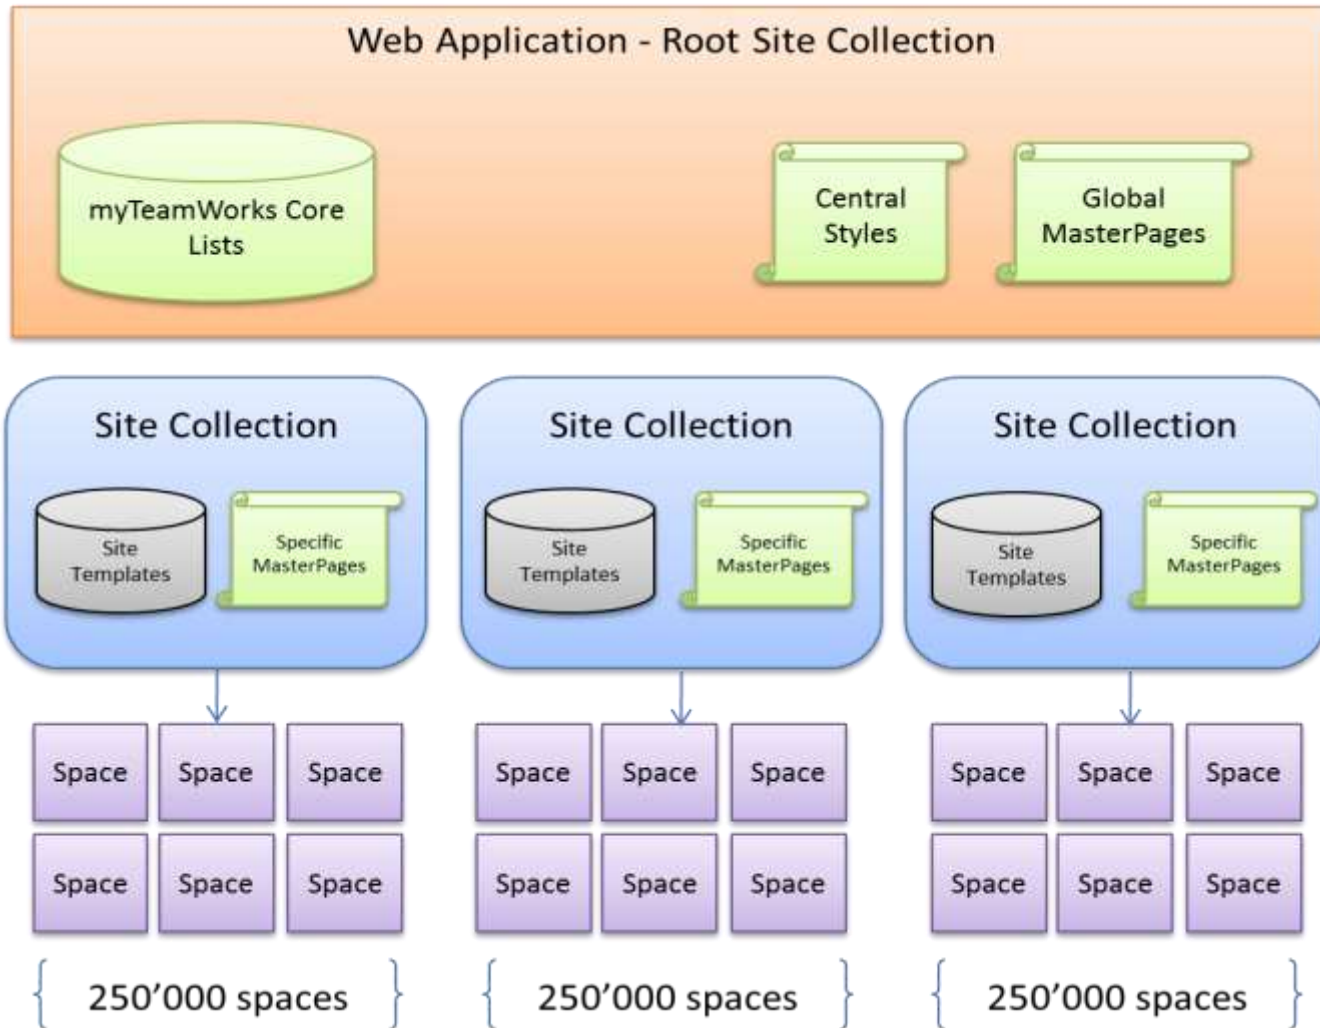 Web Application - Root Site Collection
myTeamWorks Core
Lists
Central
Styles
Global
MasterPages
Site Collection
Site
Templates
Specific
MasterPages
Site Collection
Site
Templates
Specific
MasterPages
Site Collection
Site
Templates
Specific
MasterPages
Space Space Space
Space Space Space
Space Space Space
Space Space Space
Space Space Space
Space Space Space
250’000 spaces
250’000 spaces
250’000 spaces